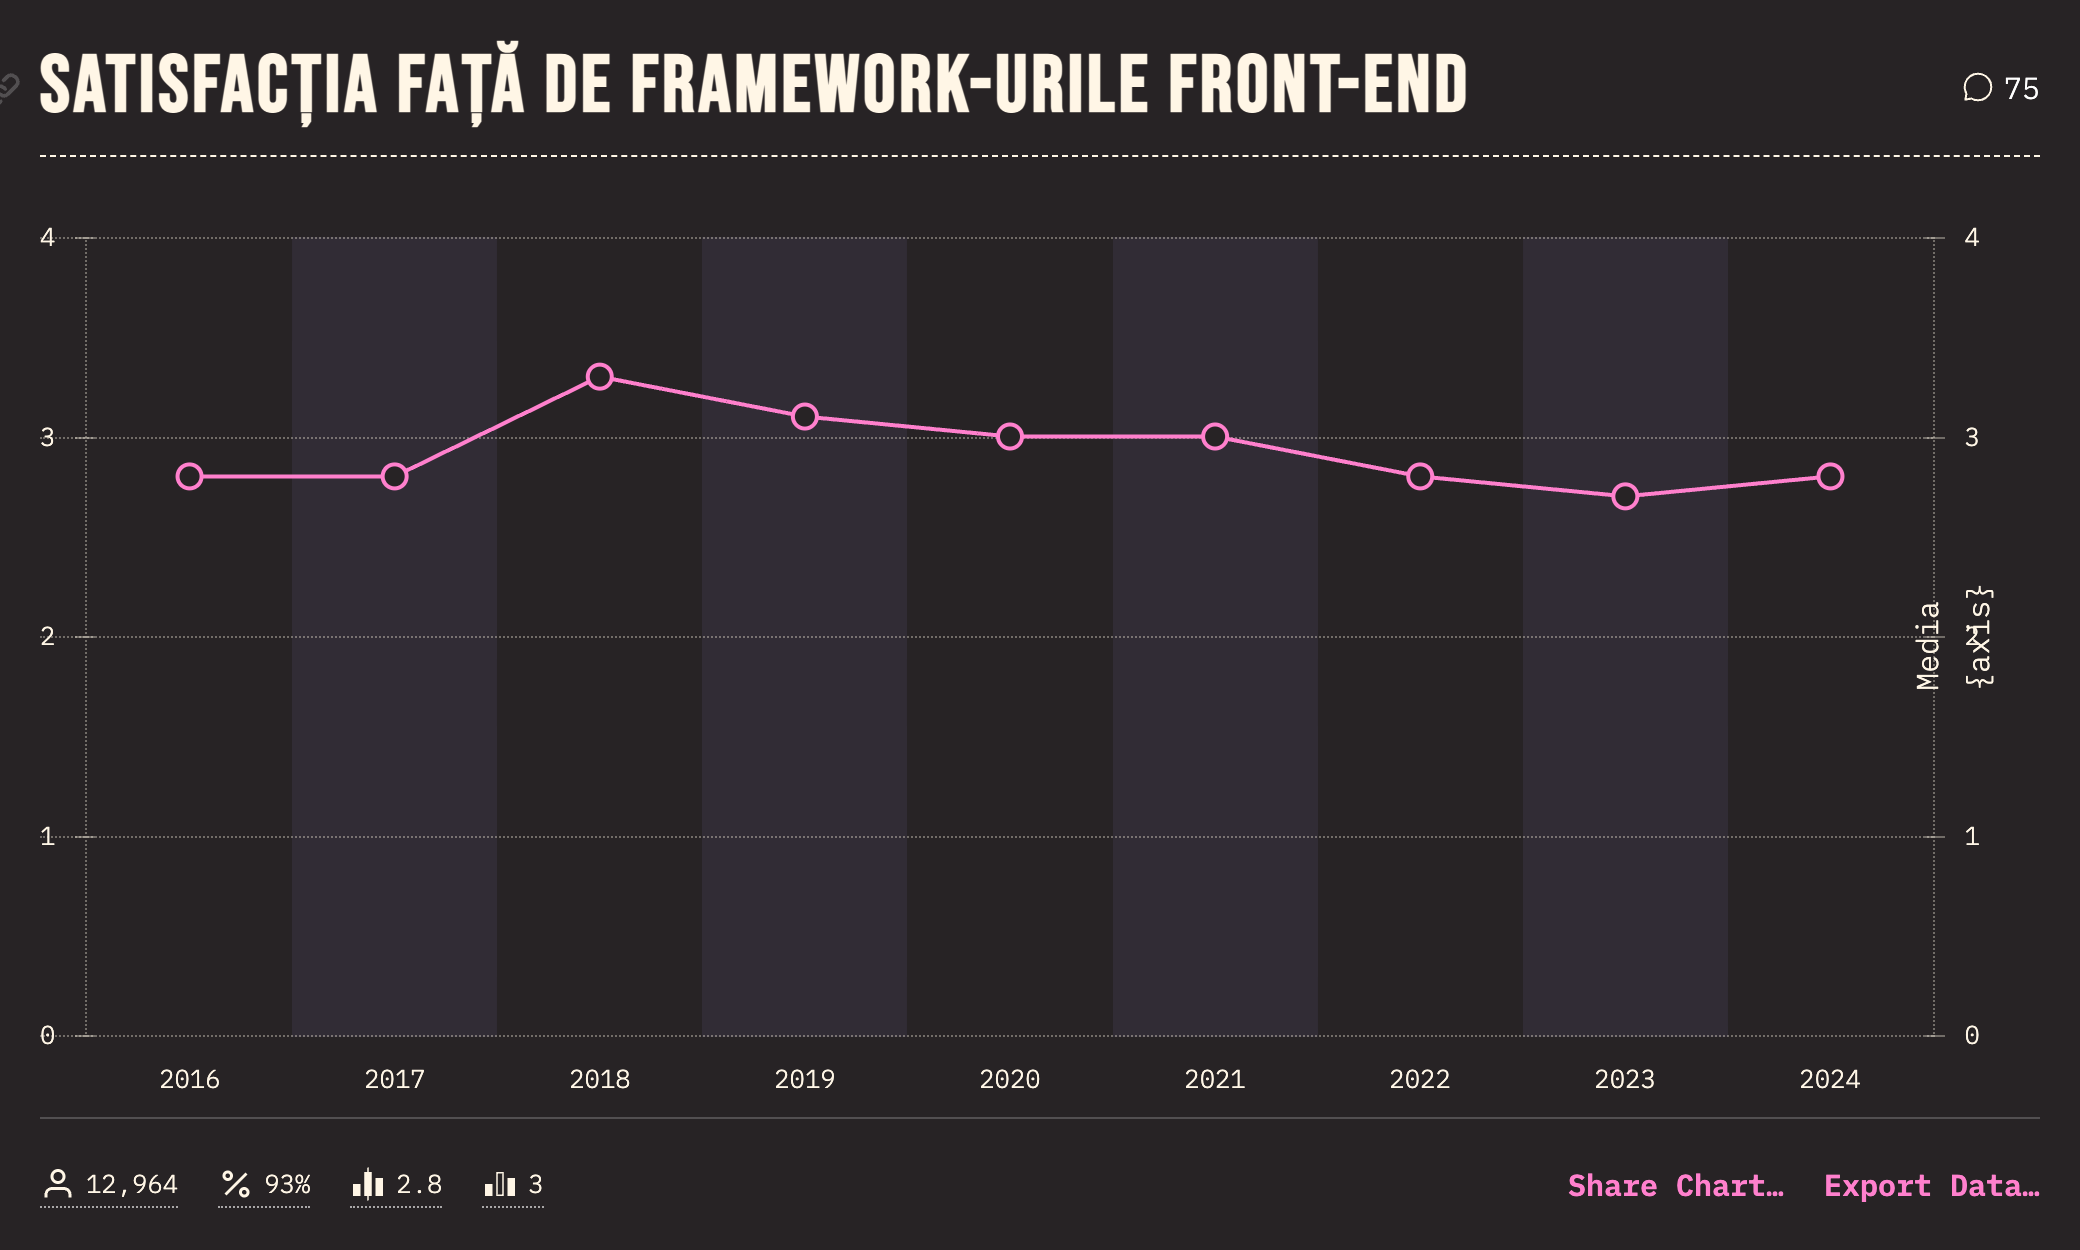 SATISFACȚIA FAȚĂ DE FRAMEWORK-URILE FRONT-END
75
4
4
3
3
2
2
1
1
0
0
Media
{axis}
2016 2017 2018 2019 2020 2021 2022 2023 2024
12,964 93% 2.8 3
Share Chart… Export Data…